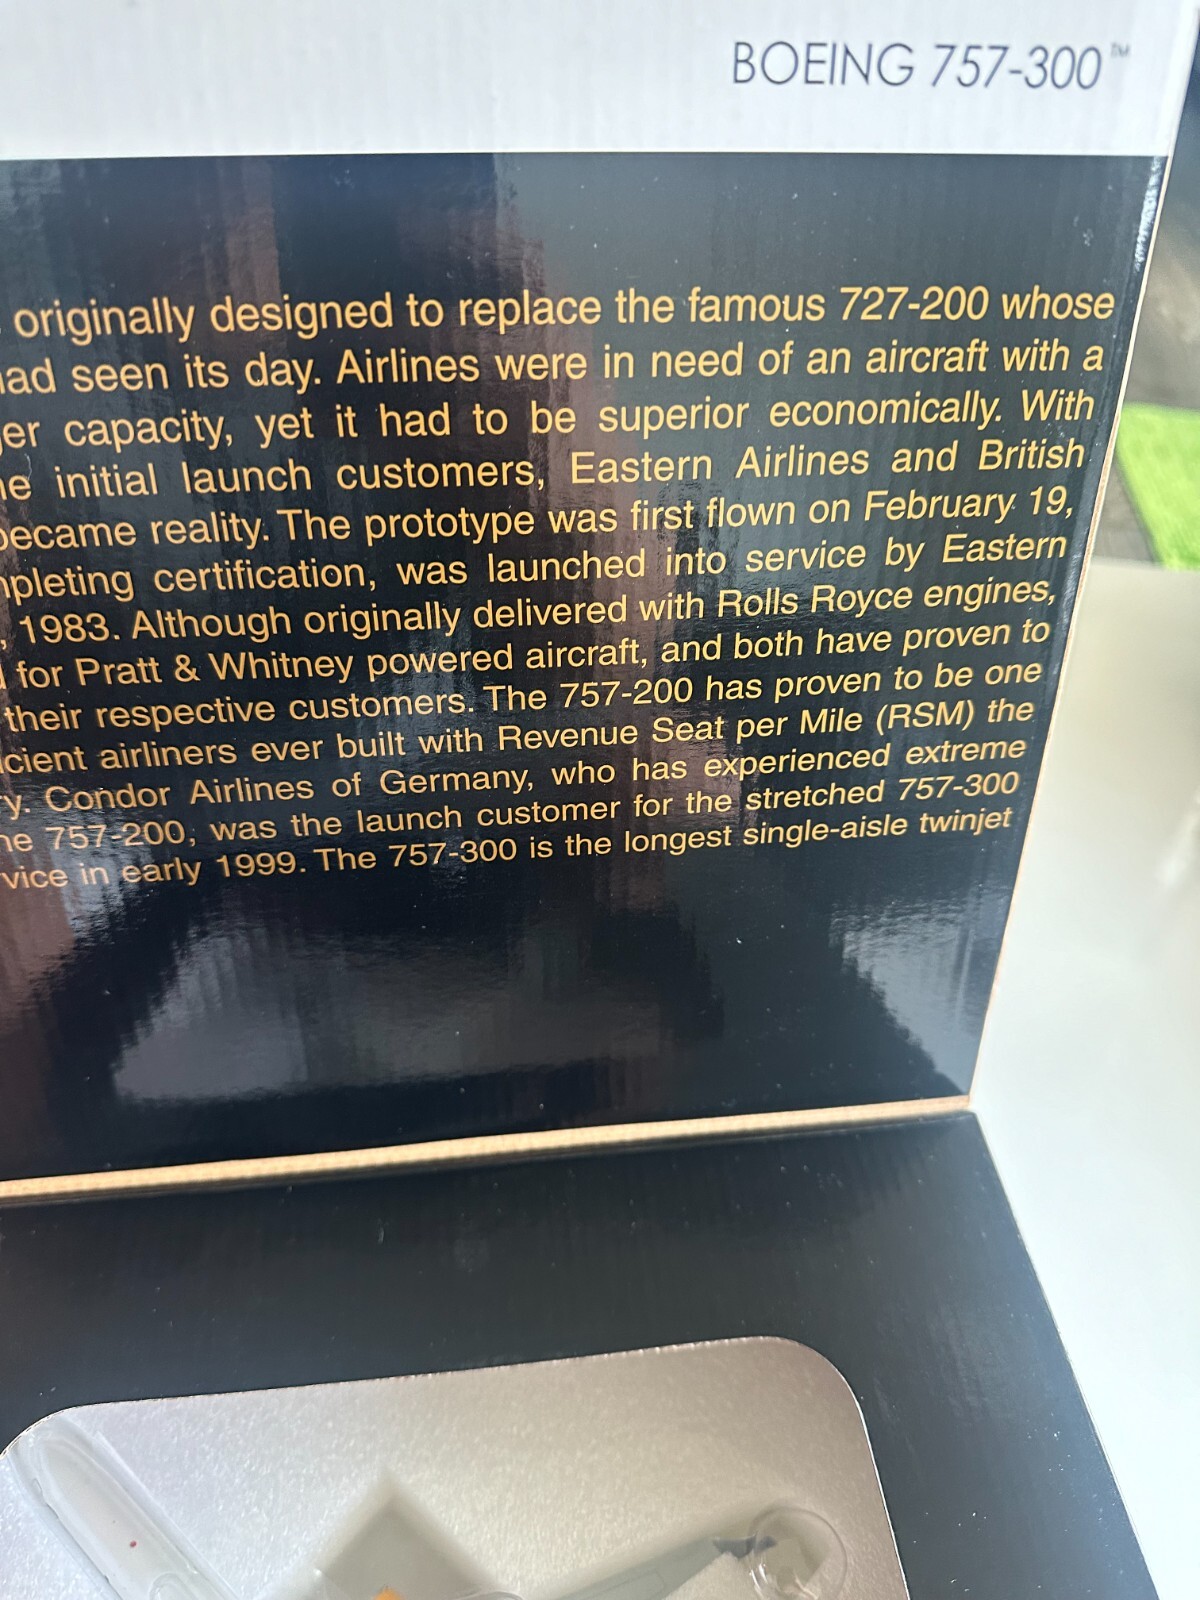 BOEING 757-300™
originally designed to replace the famous 727-200 whose
had seen its day. Airlines were in need of an aircraft with a
capacity, yet it had to be superior economically. With
initial launch customers, Eastern Airlines and British
became reality. The prototype was first flown on February 19,
certification, was launched into service by Eastern
, 1983. Although originally delivered with Rolls Royce engines,
for Pratt & Whitney powered aircraft, and both have proven to
their respective customers. The 757-200 has proven to be one
airliners ever built with Revenue Seat per Mile (RSM) the
Condor Airlines of Germany, who has experienced extreme
757-200, was the launch customer for the stretched 757-300
in early 1999. The 757-300 is the longest single-aisle twinjet